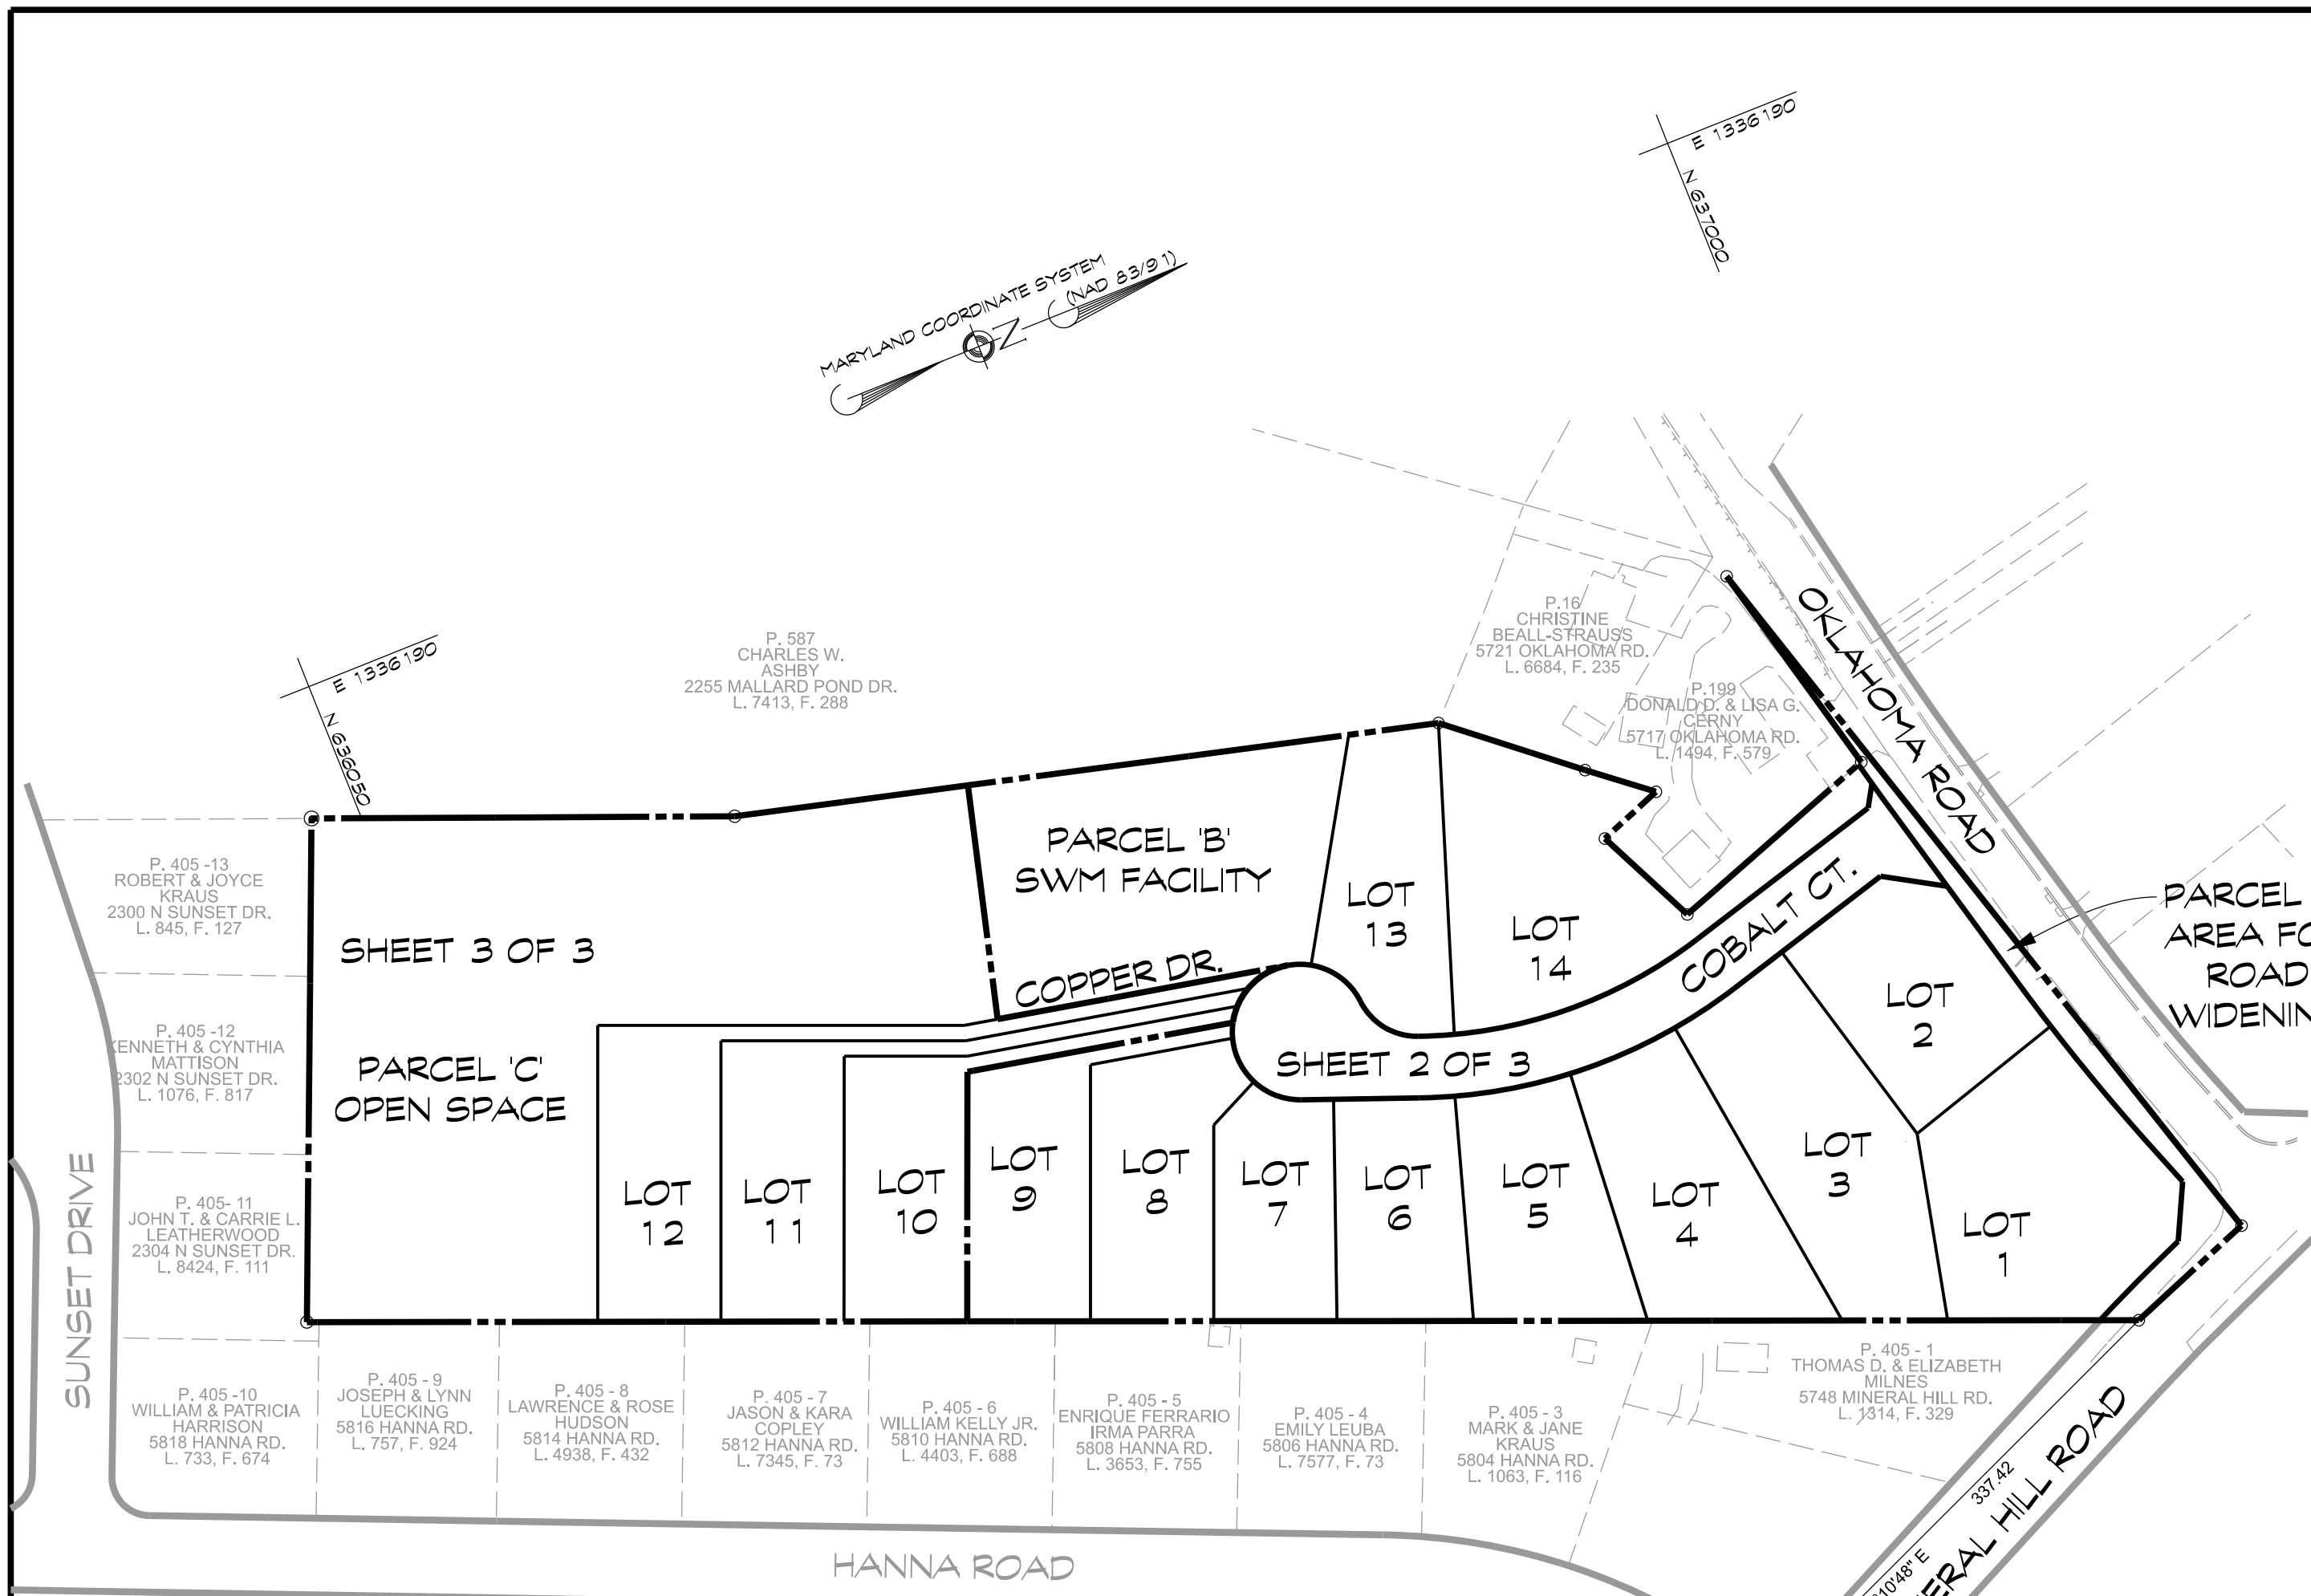 E 1336190
N 637000
MARYLAND COORDINATE SYSTEM
(NAD 83/91)
N
E 1336190
N 636050
P. 587
CHARLES W.
ASHBY
2255 MALLARD POND DR.
L. 7413, F. 288
P.16
CHRISTINE
BEALL-STRAUSS
5721 OKLAHOMA RD.
L. 6684, F. 235
P.199
DONALD D. & LISA G.
CERNY
5717 OKLAHOMA RD.
L. 1494, F. 579
OKLAHOMA ROAD
P. 405 -13
ROBERT & JOYCE
KRAUS
2300 N SUNSET DR.
L. 845, F. 127
SHEET 3 OF 3
PARCEL 'B'
SWM FACILITY
LOT
13
LOT
14
COBALT CT.
PARCEL
AREA FO
ROAD
WIDENIN
COPPER DR.
LOT
2
P. 405 -12
KENNETH & CYNTHIA
MATTISON
2302 N SUNSET DR.
L. 1076, F. 817
PARCEL 'C'
OPEN SPACE
SHEET 2 OF 3
SUNSET DRIVE
P. 405- 11
JOHN T. & CARRIE L.
LEATHERWOOD
2304 N SUNSET DR.
L. 8424, F. 111
LOT
12
LOT
11
LOT
10
LOT
9
LOT
8
LOT
7
LOT
6
LOT
5
LOT
4
LOT
3
LOT
1
P. 405 -10
WILLIAM & PATRICIA
HARRISON
5818 HANNA RD.
L. 733, F. 674
P. 405 - 9
JOSEPH & LYNN
LUECKING
5816 HANNA RD.
L. 757, F. 924
P. 405 - 8
LAWRENCE & ROSE
HUDSON
5814 HANNA RD.
L. 4938, F. 432
P. 405 - 7
JASON & KARA
COPLEY
5812 HANNA RD.
L. 7345, F. 73
P. 405 - 6
WILLIAM KELLY JR.
5810 HANNA RD.
L. 4403, F. 688
P. 405 - 5
ENRIQUE FERRARIO
IRMA PARRA
5808 HANNA RD.
L. 3653, F. 755
P. 405 - 4
EMILY LEUBA
5806 HANNA RD.
L. 7577, F. 73
P. 405 - 3
MARK & JANE
KRAUS
5804 HANNA RD.
L. 1063, F. 116
P. 405 - 1
THOMAS D. & ELIZABETH
MILNES
5748 MINERAL HILL RD.
L. 1314, F. 329
337.42
10'48" E
ERAL HILL ROAD
HANNA ROAD